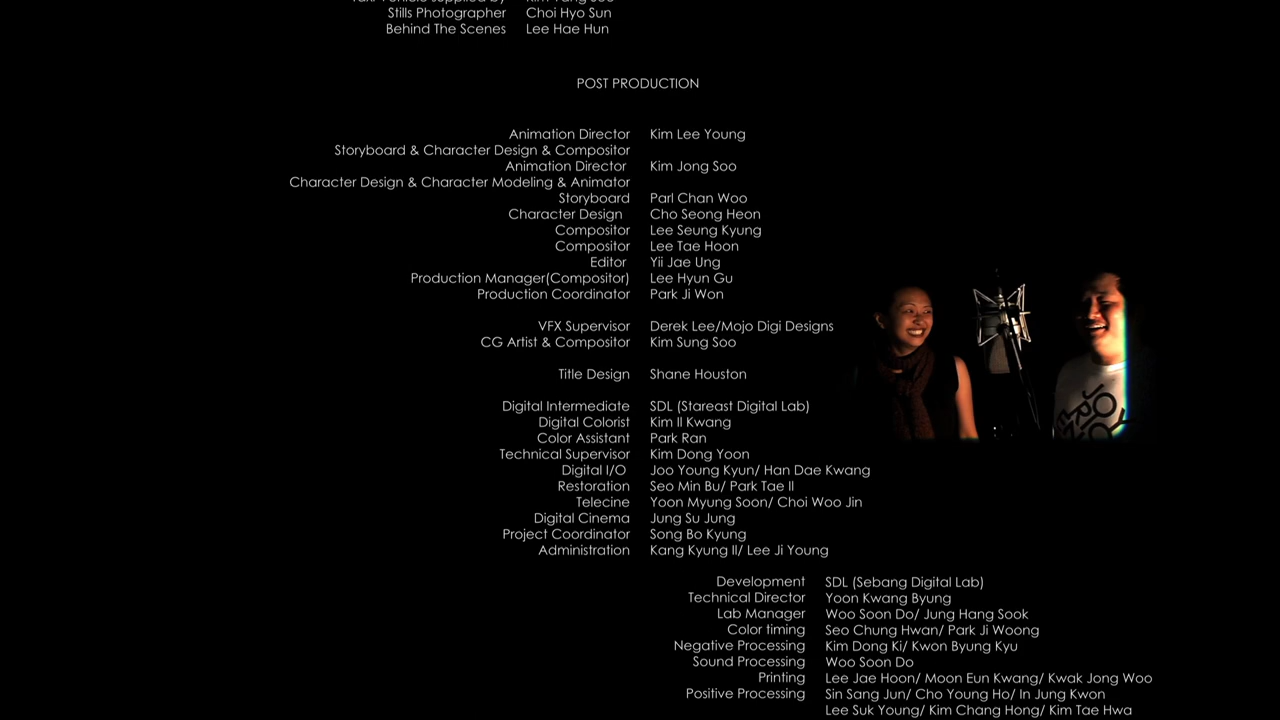 Stills Photographer Choi Hyo Sun
Behind The Scenes Lee Hae Hun
POST PRODUCTION
Animation Director Kim Lee Young
Storyboard & Character Design & Compositor
Animation Director Kim Jong Soo
Character Design & Character Modeling & Animator
Storyboard Parl Chan Woo
Character Design Cho Seong Heon
Compositor Lee Seung Kyung
Compositor Lee Tae Hoon
Editor Yii Jae Ung
Production Manager(Compositor) Lee Hyun Gu
Production Coordinator Park Ji Won
VFX Supervisor Derek Lee/Mojo Digi Designs
CG Artist & Compositor Kim Sung Soo
Title Design Shane Houston
Digital Intermediate SDL (Stareast Digital Lab)
Digital Colorist Kim Il Kwang
Color Assistant Park Ran
Technical Supervisor Kim Dong Yoon
Digital I/O Joo Young Kyun/ Han Dae Kwang
Restoration Seo Min Bu/ Park Tae Il
Telecine Yoon Myung Soon/ Choi Woo Jin
Digital Cinema Jung Su Jung
Project Coordinator Song Bo Kyung
Administration Kang Kyung Il/ Lee Ji Young
Development SDL (Sebang Digital Lab)
Technical Director Yoon Kwang Byung
Lab Manager Woo Soon Do/ Jung Hang Sook
Color timing Seo Chung Hwan/ Park Ji Woong
Negative Processing Kim Dong Ki/ Kwon Byung Kyu
Sound Processing Woo Soon Do
Printing Lee Jae Hoon/ Moon Eun Kwang/ Kwak Jong Woo
Positive Processing Sin Sang Jun/ Cho Young Ho/ In Jung Kwon
Lee Suk Young/ Kim Chang Hong/ Kim Tae Hwa